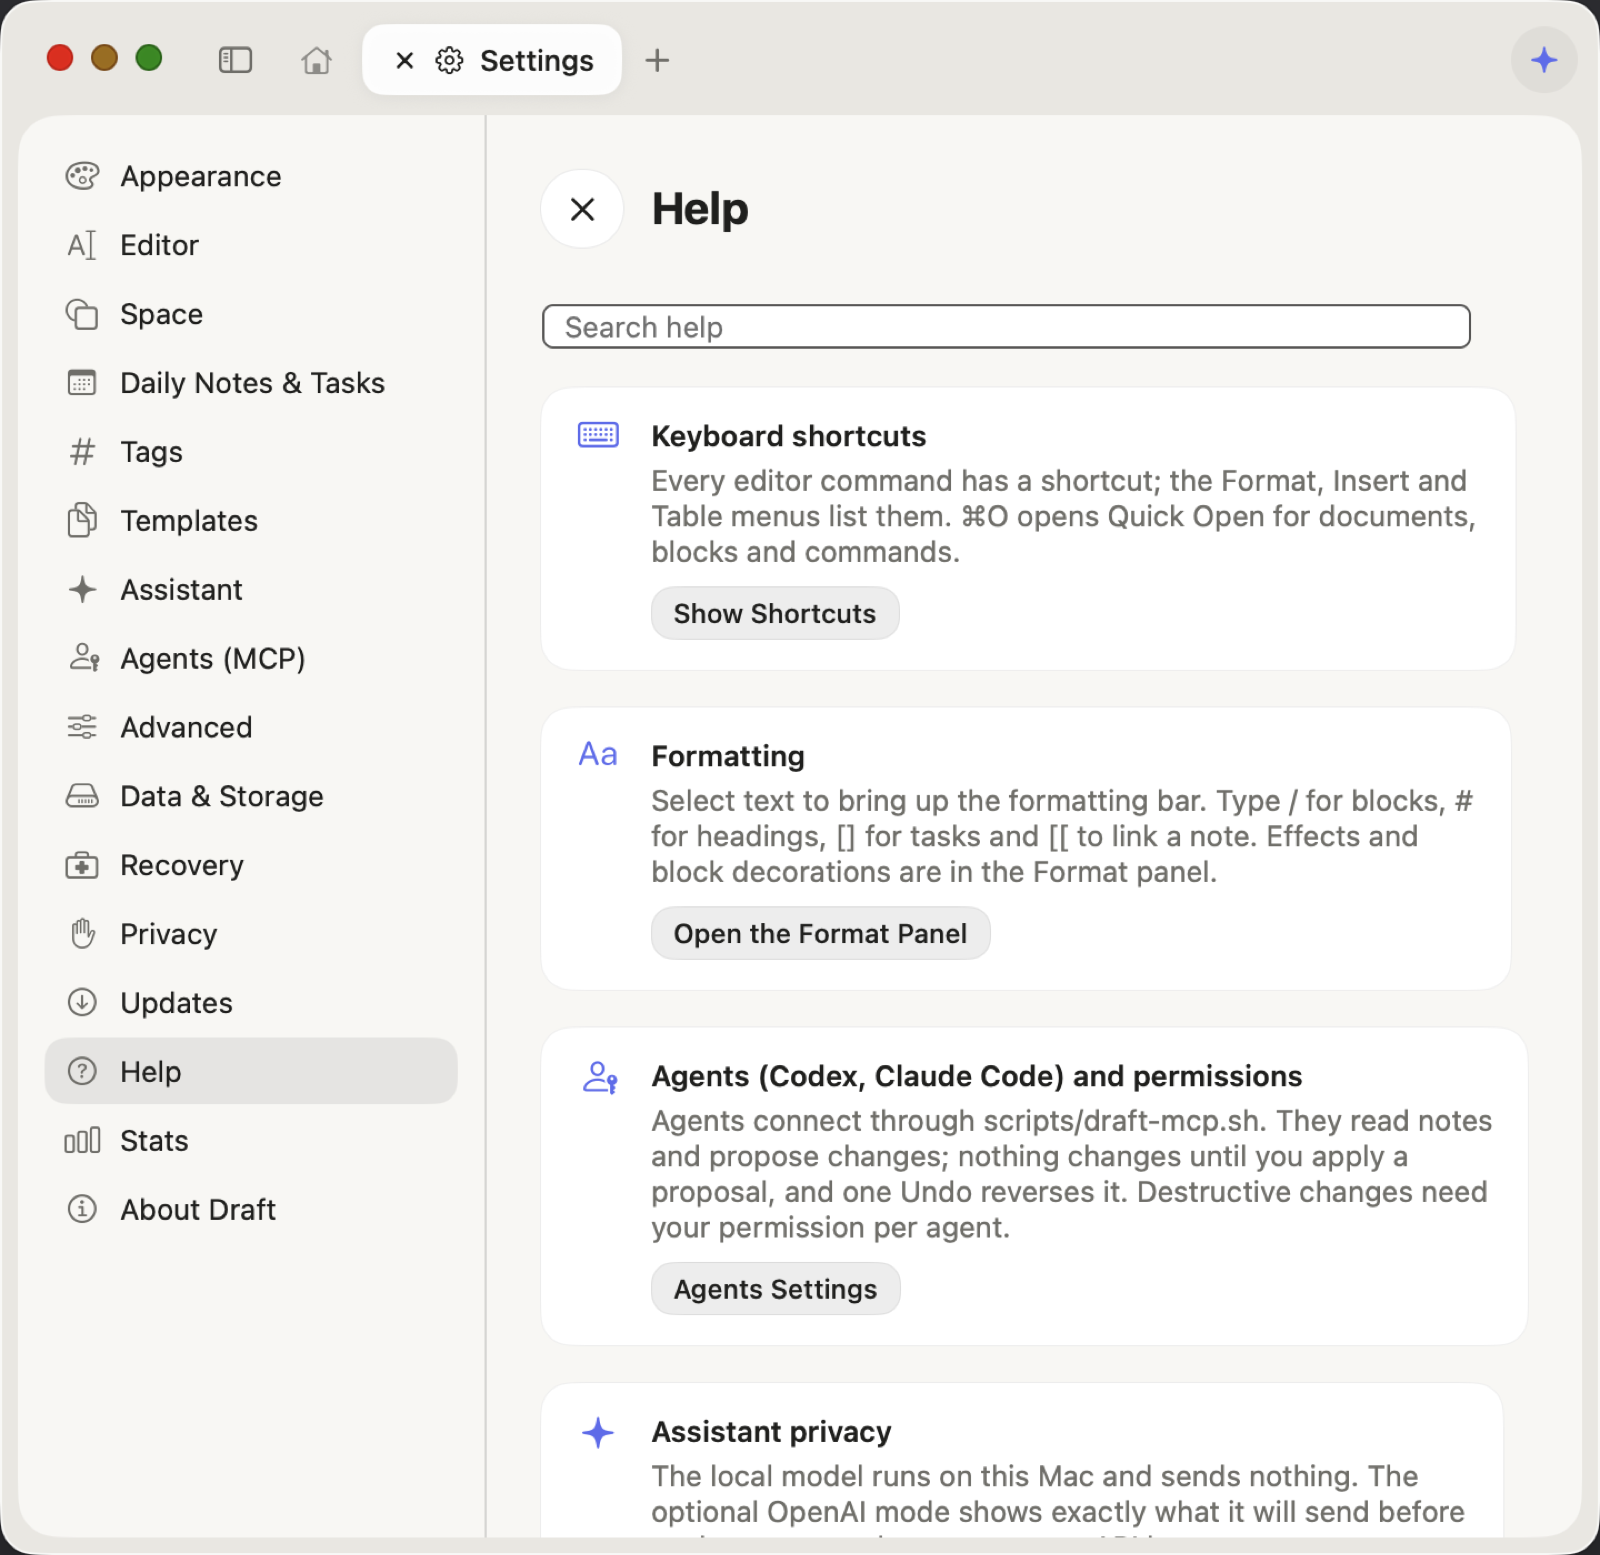 Settings
Appearance
Editor
Space
Daily Notes & Tasks
Tags
Templates
Assistant
Agents (MCP)
Advanced
Data & Storage
Recovery
Privacy
Updates
Help
Stats
About Draft
Help
Search help
Keyboard shortcuts
Every editor command has a shortcut; the Format, Insert and
Table menus list them. ⌘O opens Quick Open for documents,
blocks and commands.
Show Shortcuts
Aa
Formatting
Select text to bring up the formatting bar. Type / for blocks, #
for headings, [] for tasks and [[ to link a note. Effects and
block decorations are in the Format panel.
Open the Format Panel
Agents (Codex, Claude Code) and permissions
Agents connect through scripts/draft-mcp.sh. They read notes
and propose changes; nothing changes until you apply a
proposal, and one Undo reverses it. Destructive changes need
your permission per agent.
Agents Settings
Assistant privacy
The local model runs on this Mac and sends nothing. The
optional OpenAI mode shows exactly what it will send before